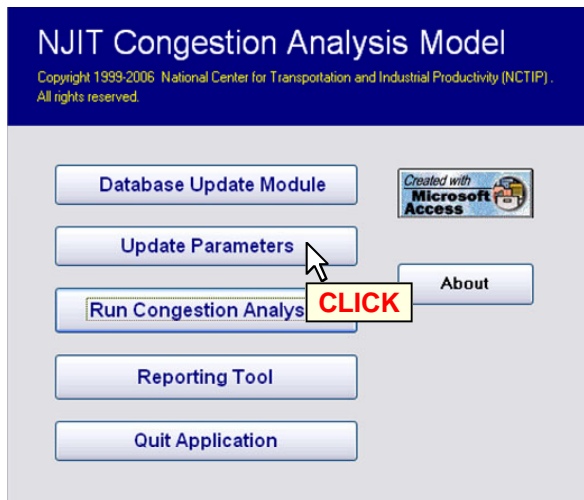 NJIT Congestion Analysis Model
Copyright 1999-2006 National Center for Transportation and Industrial Productivity (NCTIP) .
All rights reserved.
Database Update Module
Created with
Microsoft
Access
Update Parameters
About
CLICK
Run Congestion Analys
Reporting Tool
Quit Application